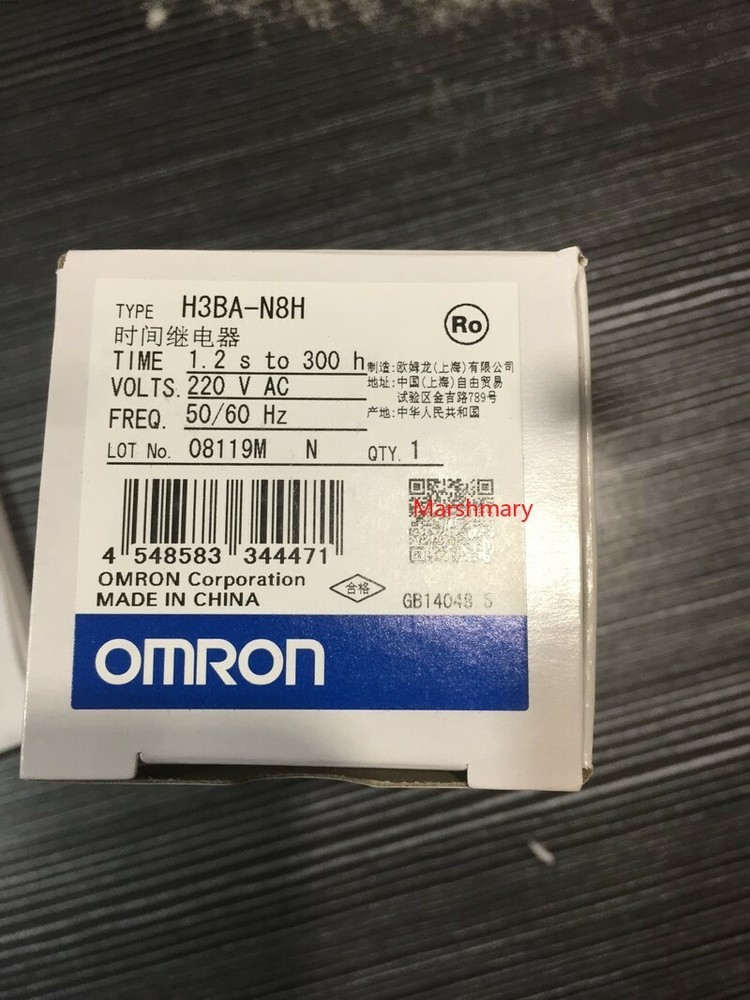 TYPE H3BA-N8H
Ro
时间继电器
TIME 1.2 s to 300 h
VOLTS. 220 V AC
FREQ. 50/60 Hz
制造:欧姆龙(上海)有限公司
地址:中国(上海)自由贸易
试验区金吉路789号
产地:中华人民共和国
LOT No. 08119M N QTY. 1
Marshmary
4 548583 344471
OMRON Corporation
MADE IN CHINA
合格
GB14048.5
OMRON